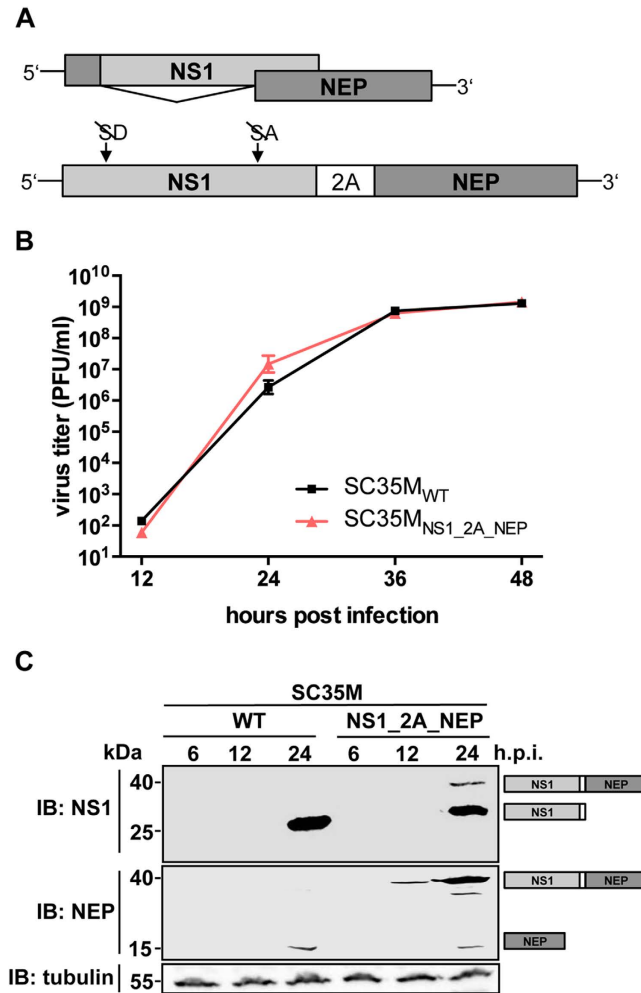 A
5‘ NS1 NEP 3‘
SD SA
5‘ NS1 2A NEP 3‘
B
virus titer (PFU/ml)
10^10
10^9
10^8
10^7
10^6
10^5
10^4
10^3
10^2
10^1
SC35M_WT
SC35M_NS1_2A_NEP
12 24 36 48
hours post infection
C
SC35M
WT NS1_2A_NEP
kDa 6 12 24 6 12 24 h.p.i.
IB: NS1
40
25
NS1 NEP
NS1
IB: NEP
40
15
NS1 NEP
NEP
IB: tubulin 55